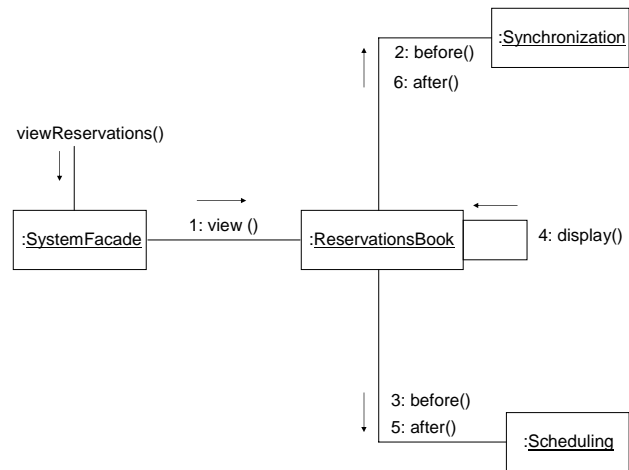 :Synchronization
2: before()
6: after()
viewReservations()
1: view ()
:SystemFacade
:ReservationsBook
4: display()
3: before()
5: after()
:Scheduling